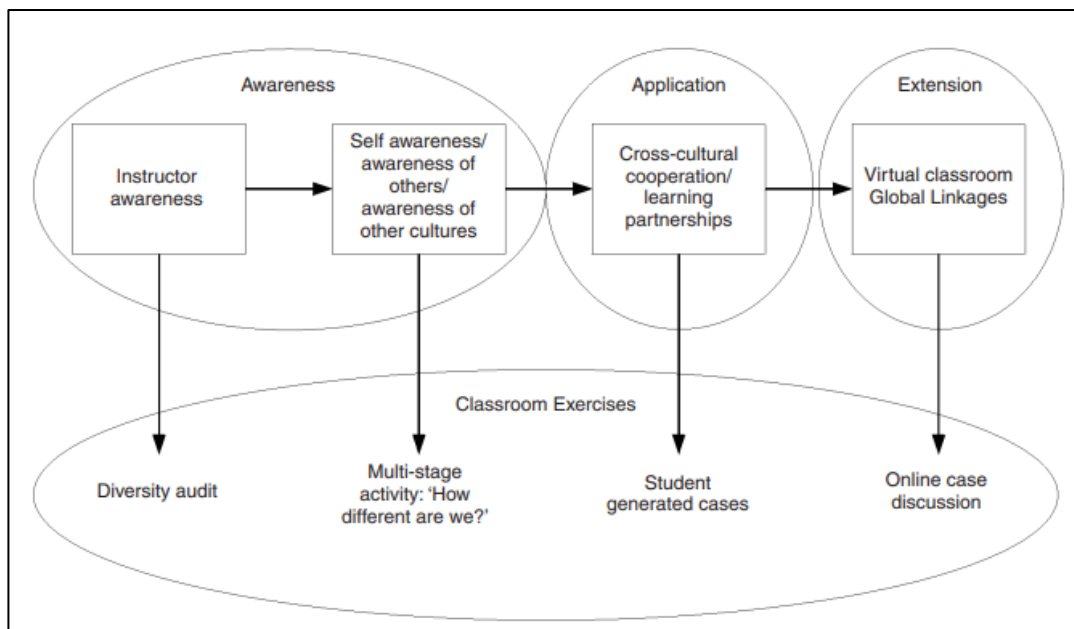 Awareness
Application
Extension
Instructor
awareness
Self awareness/
awareness of
others/
awareness of
other cultures
Cross-cultural
cooperation/
learning
partnerships
Virtual classroom
Global Linkages
Classroom Exercises
Diversity audit
Multi-stage
activity: ‘How
different are we?’
Student
generated cases
Online case
discussion